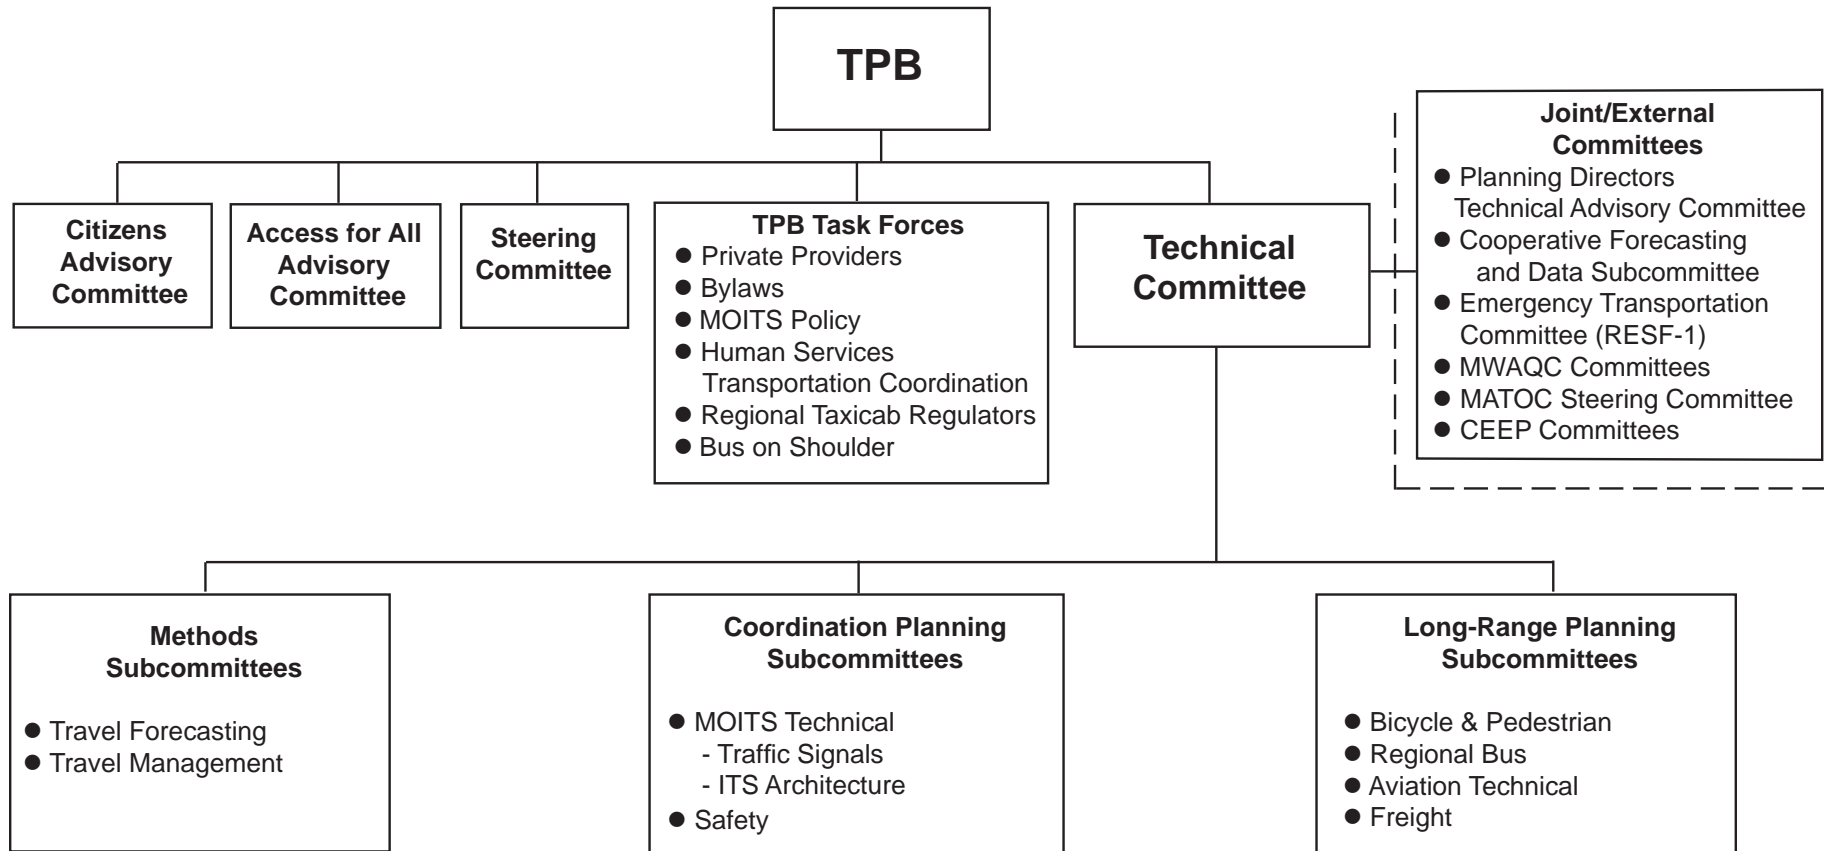 TPB
Citizens
Advisory
Committee
Access for All
Advisory
Committee
Steering
Committee
TPB Task Forces
● Private Providers
● Bylaws
● MOITS Policy
● Human Services
Transportation Coordination
● Regional Taxicab Regulators
● Bus on Shoulder
Technical
Committee
Joint/External
Committees
● Planning Directors
Technical Advisory Committee
● Cooperative Forecasting
and Data Subcommittee
● Emergency Transportation
Committee (RESF-1)
● MWAQC Committees
● MATOC Steering Committee
● CEEP Committees
Methods
Subcommittees
● Travel Forecasting
● Travel Management
Coordination Planning
Subcommittees
● MOITS Technical
- Traffic Signals
- ITS Architecture
● Safety
Long-Range Planning
Subcommittees
● Bicycle & Pedestrian
● Regional Bus
● Aviation Technical
● Freight